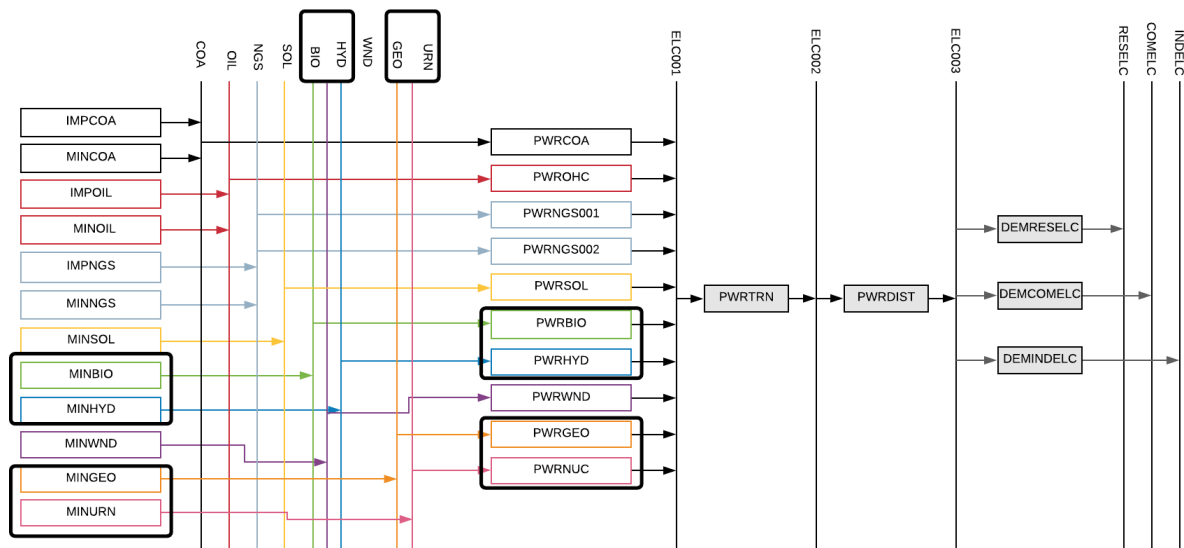 COA
OIL
NGS
SOL
BIO
HYD
WND
GEO
URN
ELC001
ELC002
ELC003
RESELC
COMELC
INDELC
IMPCOA
MINCOA
IMPOIL
MINOIL
IMPNGS
MINNGS
MINSOL
MINBIO
MINHYD
MINWND
MINGEO
MINURN
PWRCOA
PWROHC
PWRNGS001
PWRNGS002
PWRSOL
PWRBIO
PWRHYD
PWRWND
PWRGEO
PWRNUC
PWRTRN
PWRDIST
DEMRESELC
DEMCOMELC
DEMINDELC